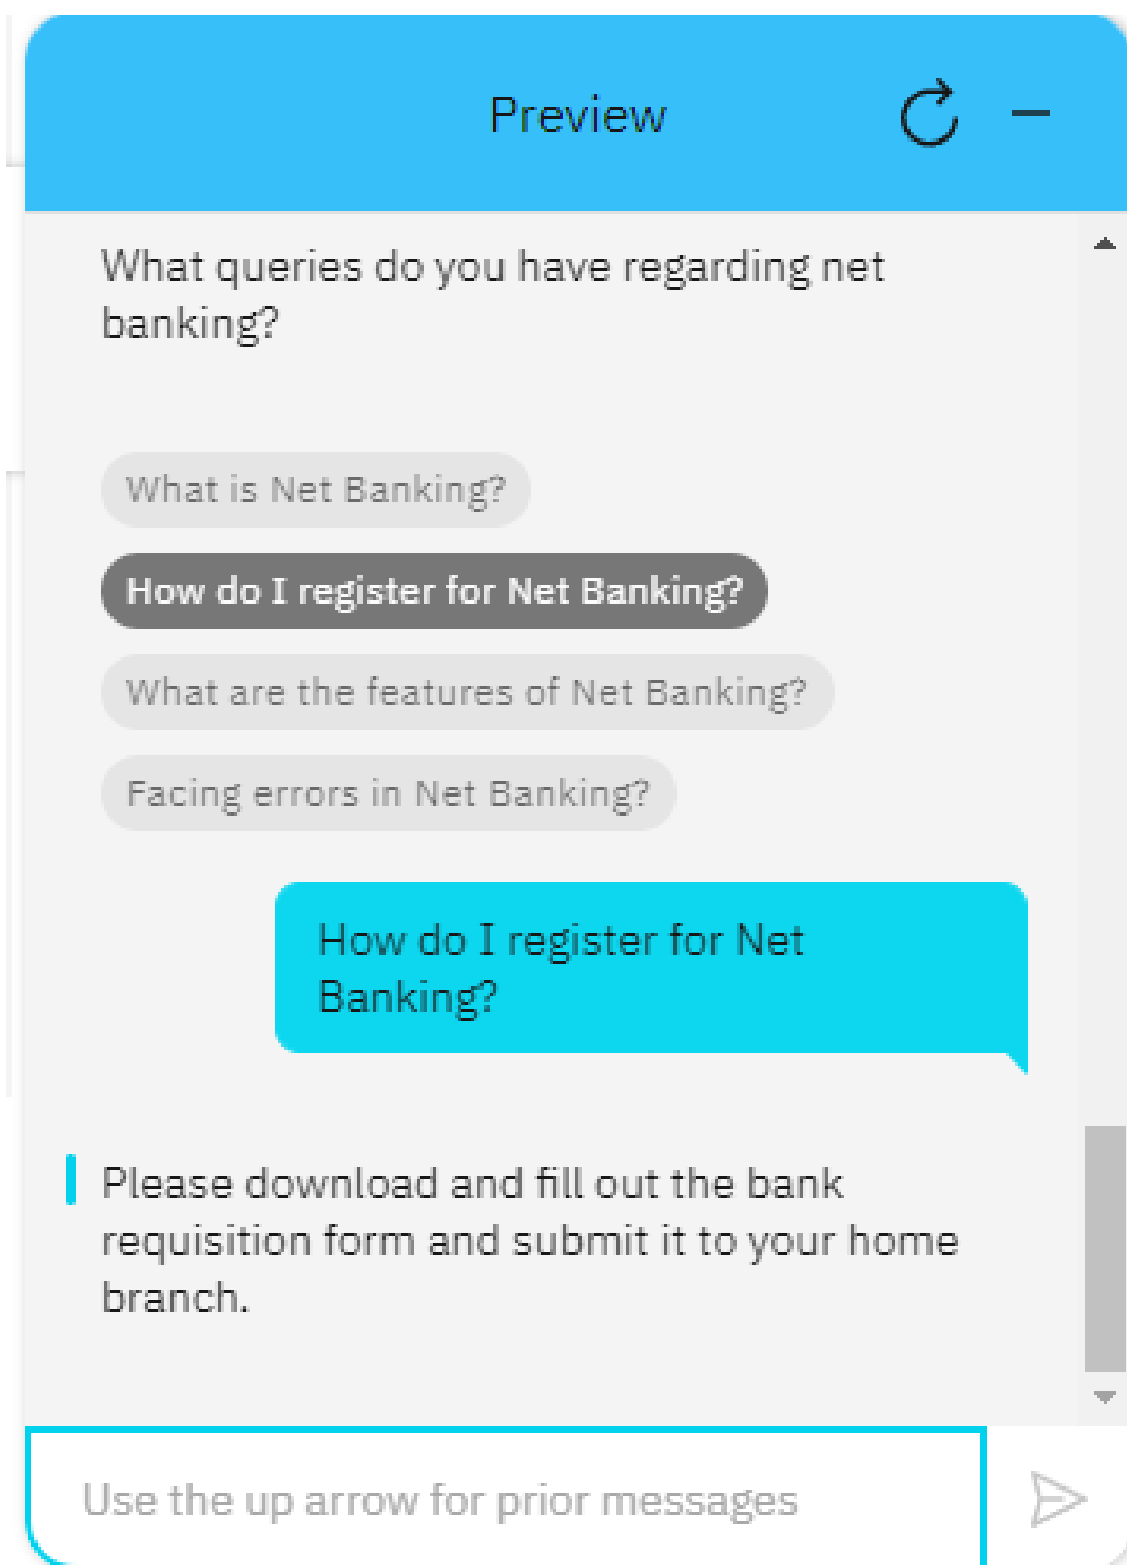 Preview
What queries do you have regarding net
banking?
What is Net Banking?
How do I register for Net Banking?
What are the features of Net Banking?
Facing errors in Net Banking?
How do I register for Net
Banking?
Please download and fill out the bank
requisition form and submit it to your home
branch.
Use the up arrow for prior messages